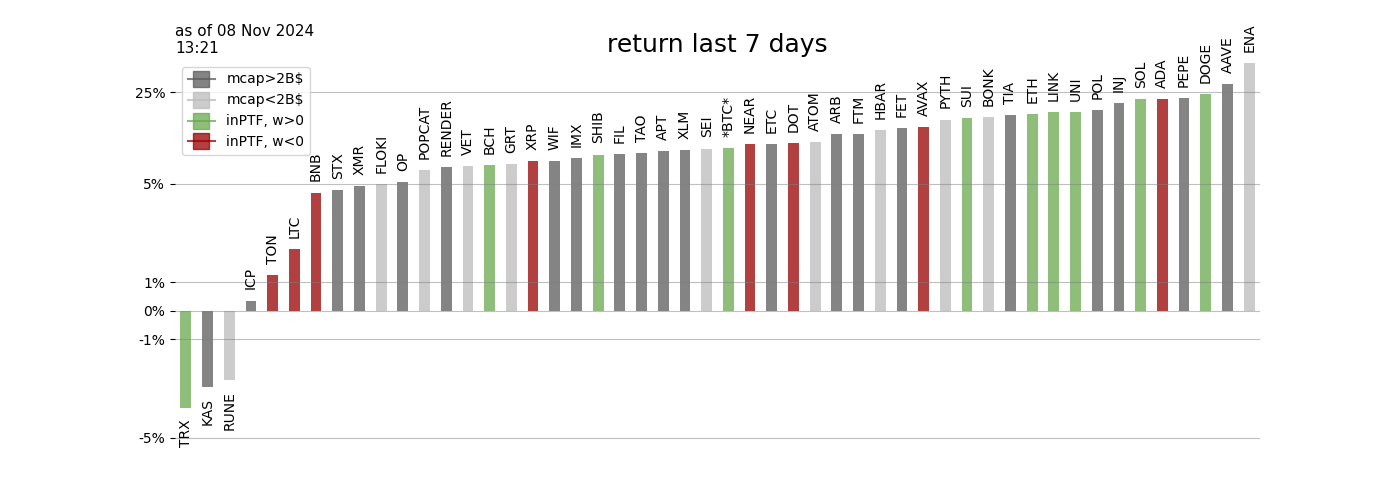 as of 08 Nov 2024
13:21
return last 7 days
mcap>2B$
mcap<2B$
inPTF, w>0
inPTF, w<0
25%
5%
1%
0%
-1%
-5%
TRX
KAS
RUNE
ICP
TON
LTC
BNB
STX
XMR
FLOKI
OP
POPCAT
RENDER
VET
BCH
GRT
XRP
WIF
IMX
SHIB
FIL
TAO
APT
XLM
SEI
*BTC*
NEAR
ETC
DOT
ATOM
ARB
FTM
HBAR
FET
AVAX
PYTH
SUI
BONK
TIA
ETH
LINK
UNI
POL
INJ
SOL
ADA
PEPE
DOGE
AAVE
ENA